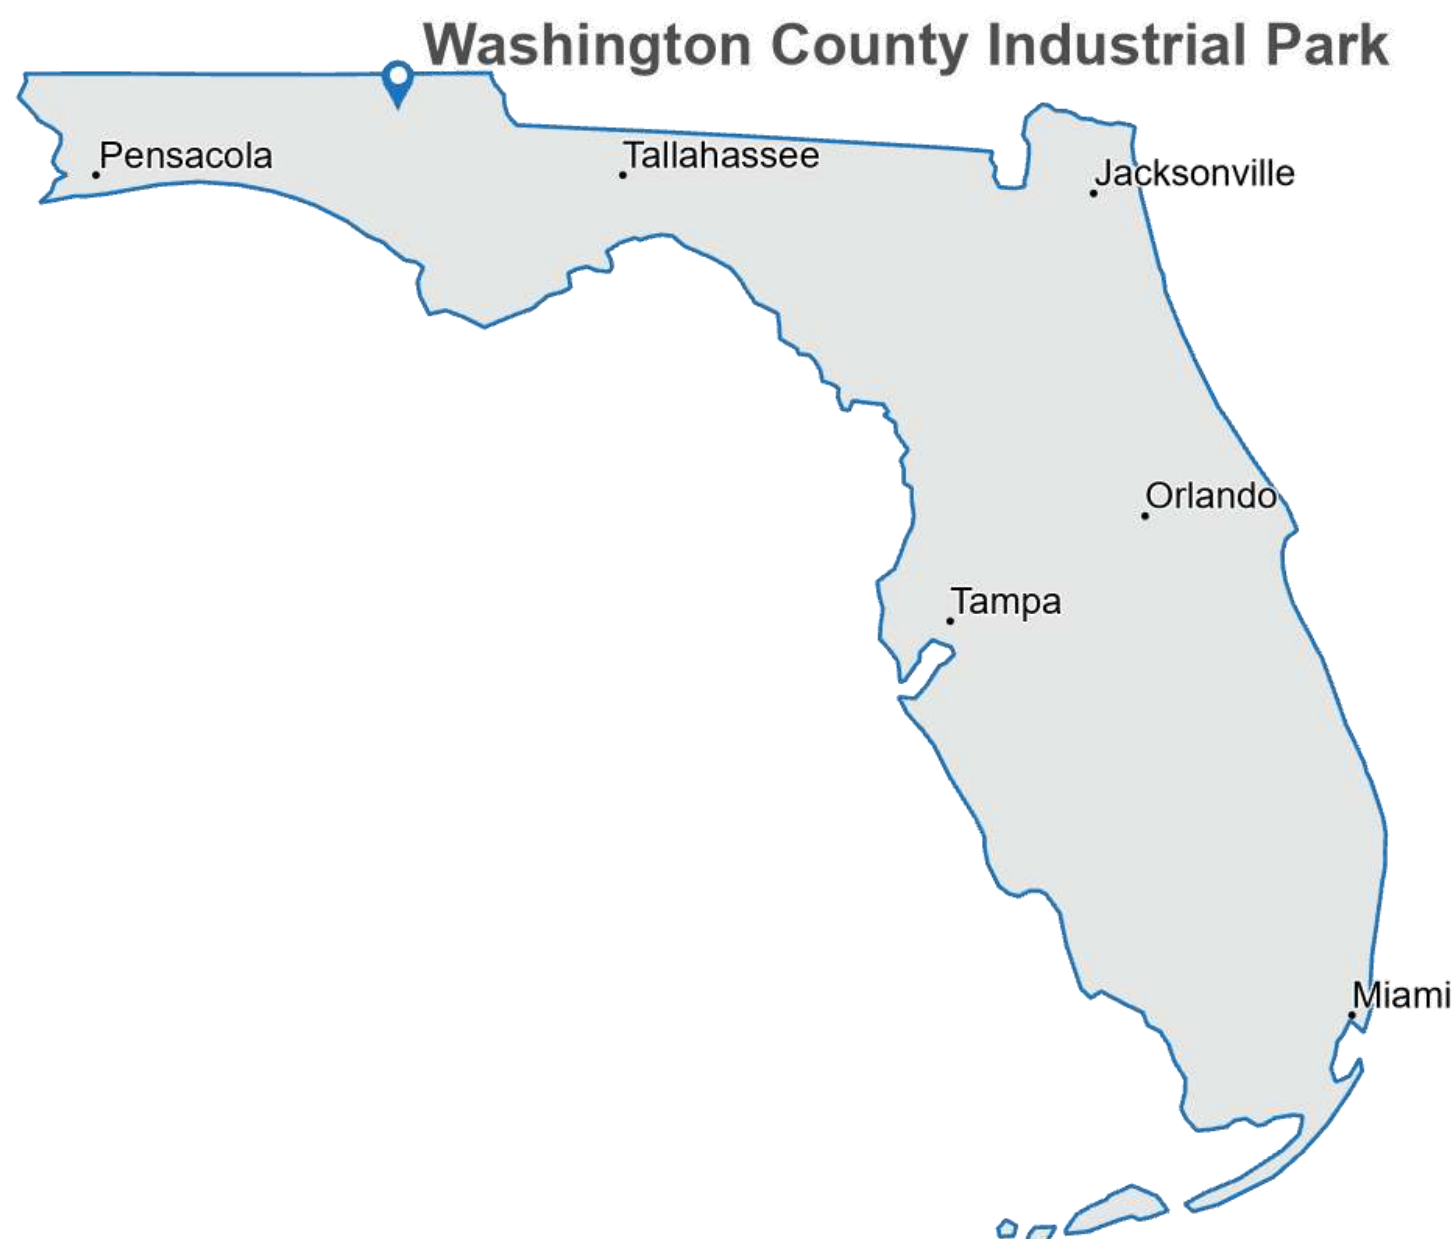 Washington County Industrial Park
Pensacola
Tallahassee
Jacksonville
Orlando
Tampa
Miami